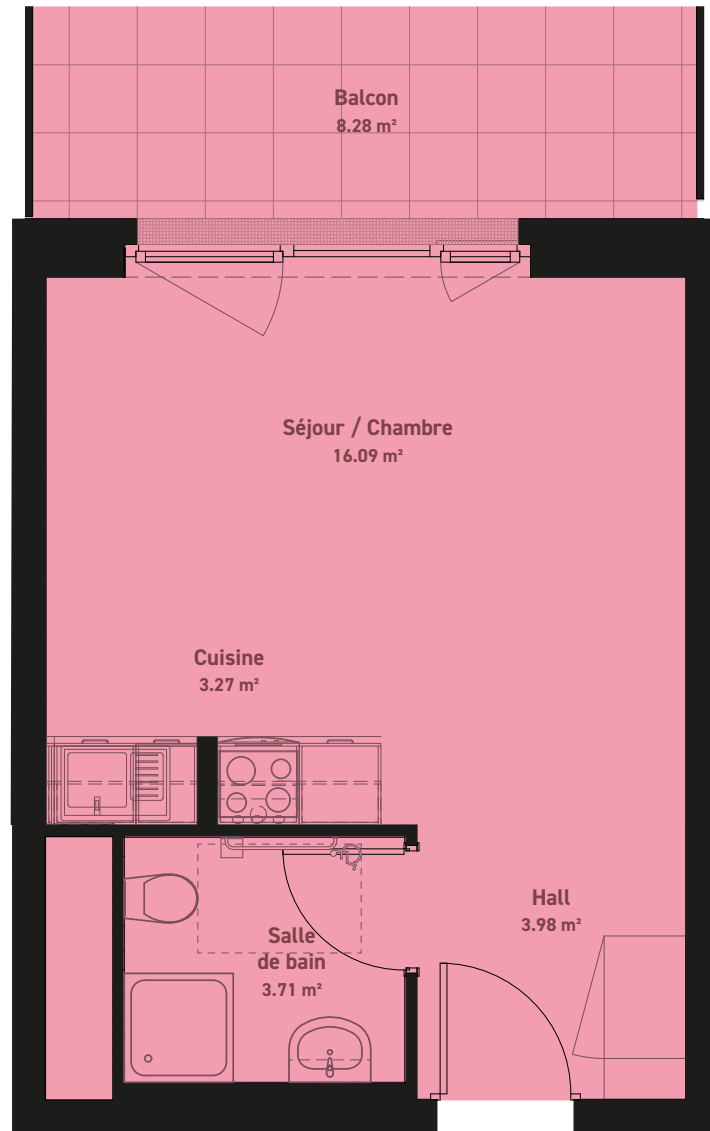 Balcon
8.28 m²
Séjour / Chambre
16.09 m²
Cuisine
3.27 m²
Hall
3.98 m²
Salle
de bain
3.71 m²